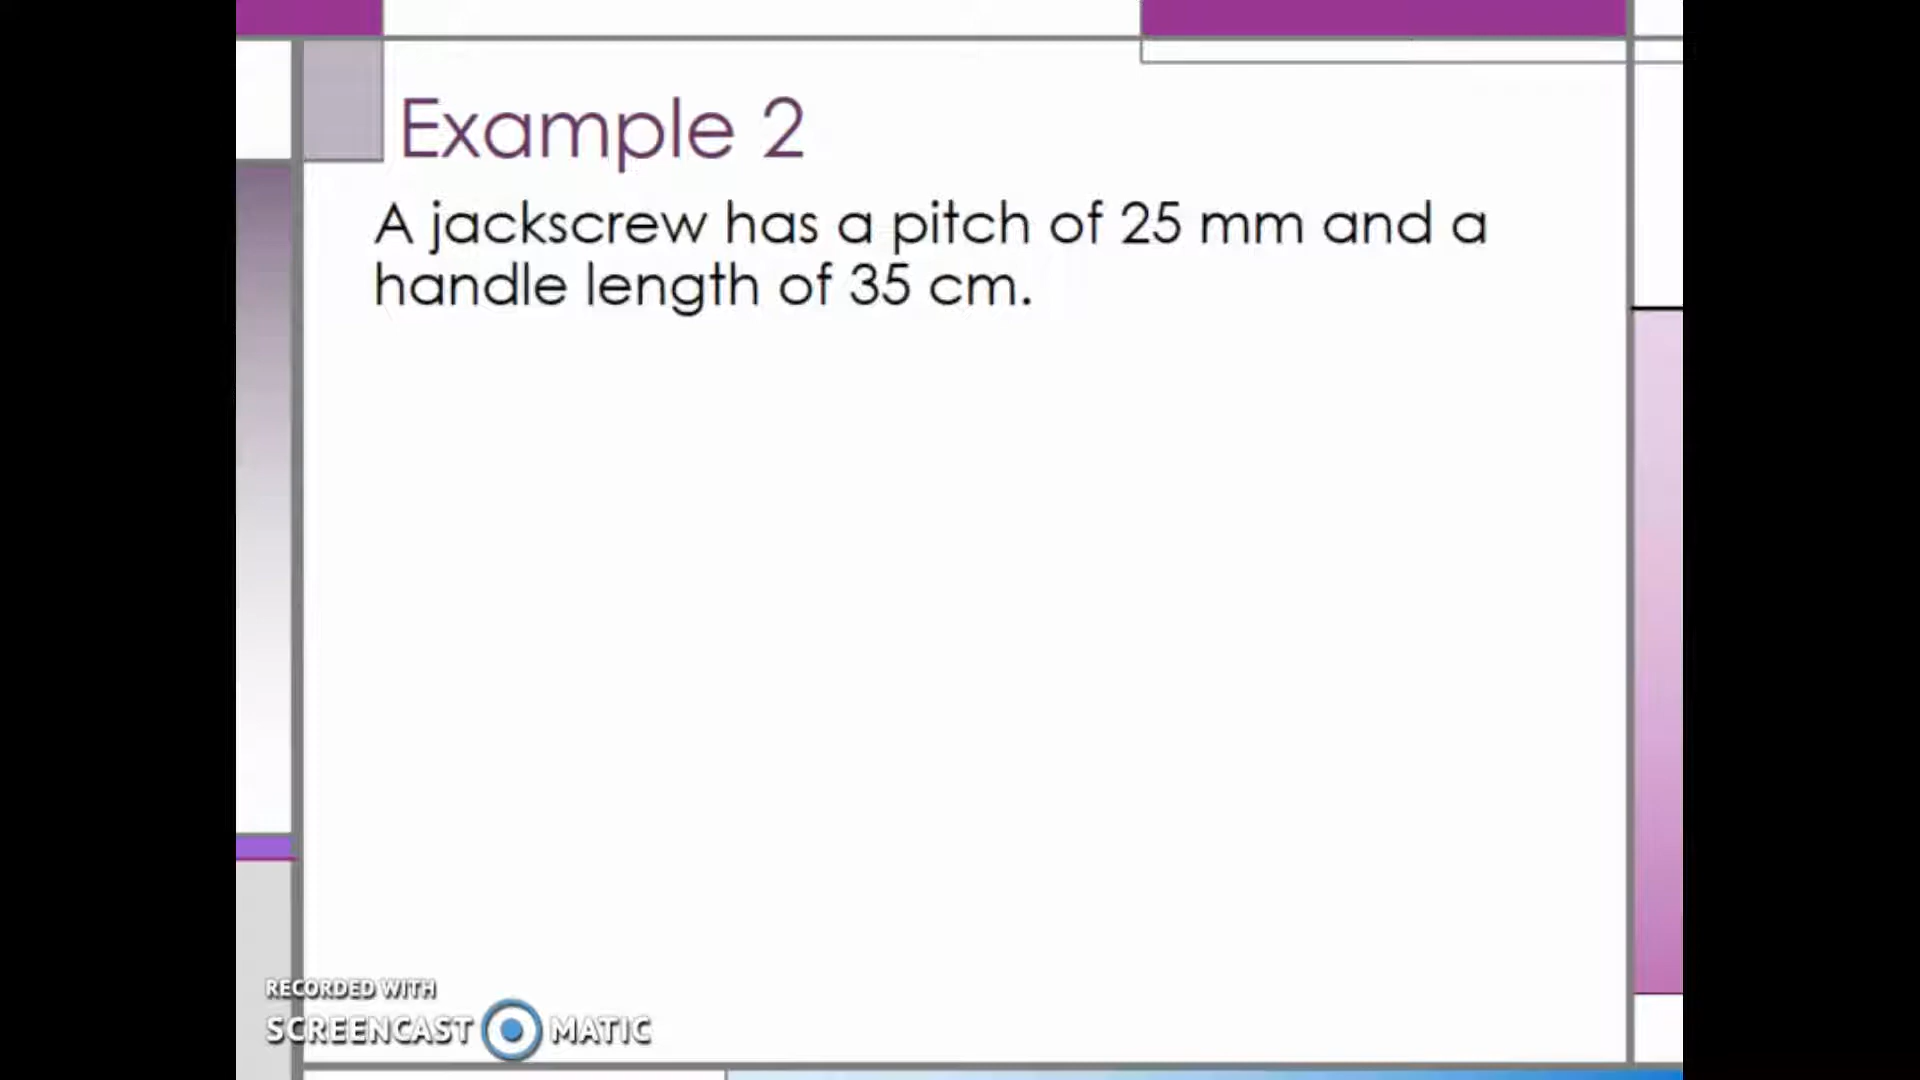 Example 2
A jackscrew has a pitch of 25 mm and a
handle length of 35 cm.
RECORDED WITH
SCREENCAST MATIC